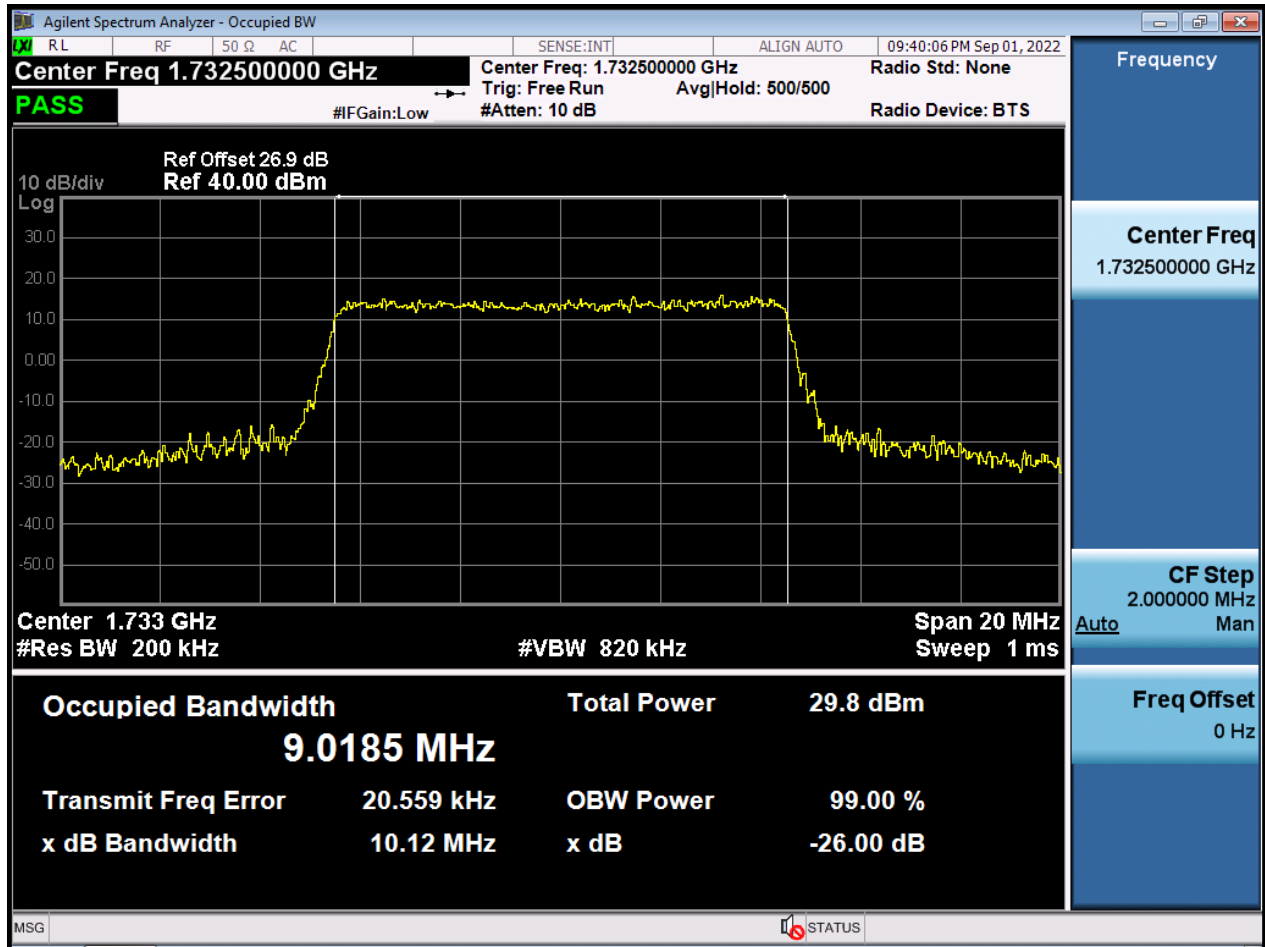 Agilent Spectrum Analyzer - Occupied BW
LXI RL RF 50 Ω AC SENSE:INT ALIGN AUTO 09:40:06 PM Sep 01, 2022
Center Freq 1.732500000 GHz
PASS
#IFGain:Low
Center Freq: 1.732500000 GHz
Trig: Free Run Avg|Hold: 500/500
#Atten: 10 dB
Radio Std: None
Radio Device: BTS
Ref Offset 26.9 dB
10 dB/div Ref 40.00 dBm
Log
30.0
20.0
10.0
0.00
-10.0
-20.0
-30.0
-40.0
-50.0
Center 1.733 GHz Span 20 MHz
#Res BW 200 kHz #VBW 820 kHz Sweep 1 ms
Occupied Bandwidth Total Power 29.8 dBm
9.0185 MHz
Transmit Freq Error 20.559 kHz OBW Power 99.00 %
x dB Bandwidth 10.12 MHz x dB -26.00 dB
Frequency
Center Freq
1.732500000 GHz
CF Step
2.000000 MHz
Auto Man
Freq Offset
0 Hz
MSG STATUS